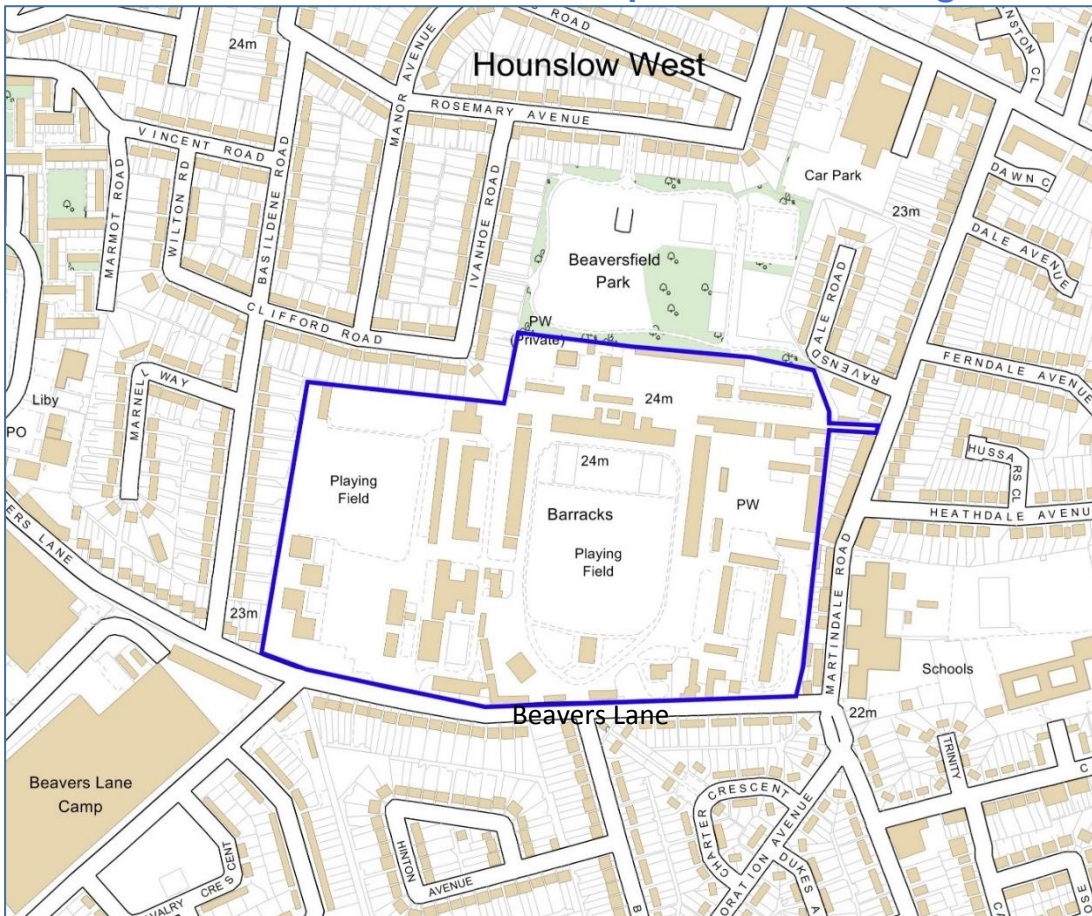 Hounslow West
24m
ROAD
MANOR AVENUE
ROSEMARY AVENUE
VINCENT ROAD
WILTON RD
MARMOT ROAD
BASILDENE ROAD
IVANHOE ROAD
CLIFFORD ROAD
Car Park
DAWN C
23m
DALE AVENUE
Beaversfield
Park
PW
(Private)
RAVENSDALE ROAD
FERNDALE AVENUE
MARNELL WAY
Liby
PO
24m
HUSSARS CL
HEATHDALE AVENU
Playing
Field
24m
Barracks
PW
Playing
Field
ERS LANE
23m
MARTINDALE ROAD
Schools
Beavers Lane
22m
TRINITY
Beavers Lane
Camp
CHARTER CRESCENT
HINTON
AVENUE
VALRY CRESCENT
ORATION AVENUE
DUKES A